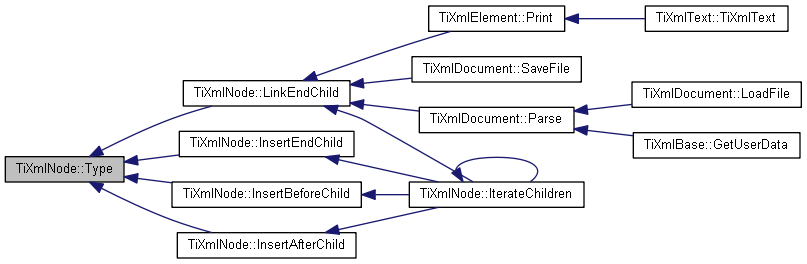 TiXmlElement::Print
TiXmlText::TiXmlText
TiXmlDocument::SaveFile
TiXmlNode::LinkEndChild
TiXmlDocument::LoadFile
TiXmlDocument::Parse
TiXmlNode::InsertEndChild
TiXmlBase::GetUserData
TiXmlNode::Type
TiXmlNode::InsertBeforeChild
TiXmlNode::IterateChildren
TiXmlNode::InsertAfterChild